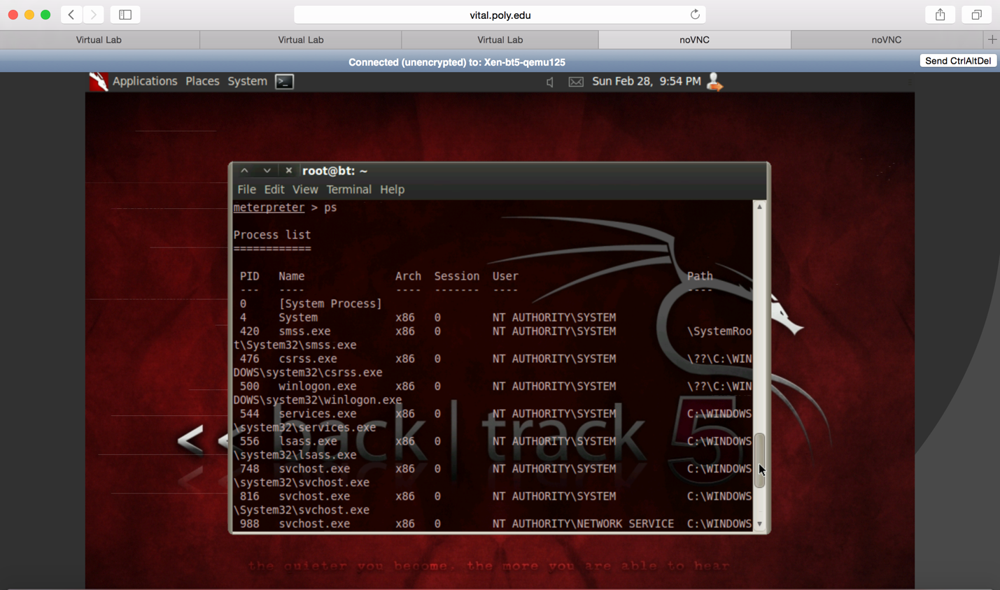 vital.poly.edu
Virtual Lab
Virtual Lab
Virtual Lab
noVNC
noVNC
Connected (unencrypted) to: Xen-bt5-qemu125
Send CtrlAltDel
Applications Places System >_
Sun Feb 28, 9:54 PM
root@bt: ~
File Edit View Terminal Help
meterpreter > ps
Process list
============
PID Name Arch Session User Path
--- ---- ---- ------- ---- ----
0 [System Process]
4 System x86 0 NT AUTHORITY\SYSTEM
420 smss.exe x86 0 NT AUTHORITY\SYSTEM \SystemRoo
t\System32\smss.exe
476 csrss.exe x86 0 NT AUTHORITY\SYSTEM \??\C:\WIN
DOWS\system32\csrss.exe
500 winlogon.exe x86 0 NT AUTHORITY\SYSTEM \??\C:\WIN
DOWS\system32\winlogon.exe
544 services.exe x86 0 NT AUTHORITY\SYSTEM C:\WINDOWS
\system32\services.exe
556 lsass.exe x86 0 NT AUTHORITY\SYSTEM C:\WINDOWS
\system32\lsass.exe
748 svchost.exe x86 0 NT AUTHORITY\SYSTEM C:\WINDOWS
\system32\svchost.exe
816 svchost.exe x86 0 NT AUTHORITY\SYSTEM C:\WINDOWS
\System32\svchost.exe
988 svchost.exe x86 0 NT AUTHORITY\NETWORK SERVICE C:\WINDOWS
<< back | track 5
the quieter you become, the more you are able to hear